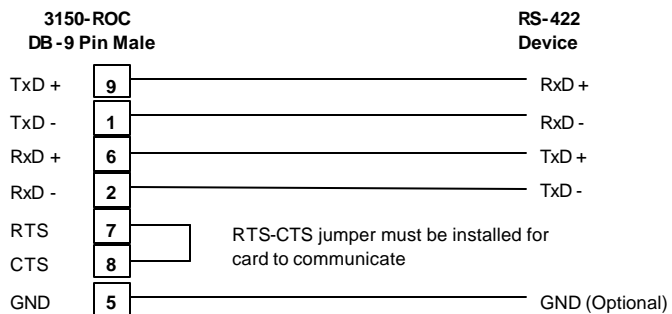 3150-ROC RS-422
DB-9 Pin Male Device
TxD + 9 RxD +
TxD - 1 RxD -
RxD + 6 TxD +
RxD - 2 TxD -
RTS 7 RTS-CTS jumper must be installed for
CTS 8 card to communicate
GND 5 GND (Optional)